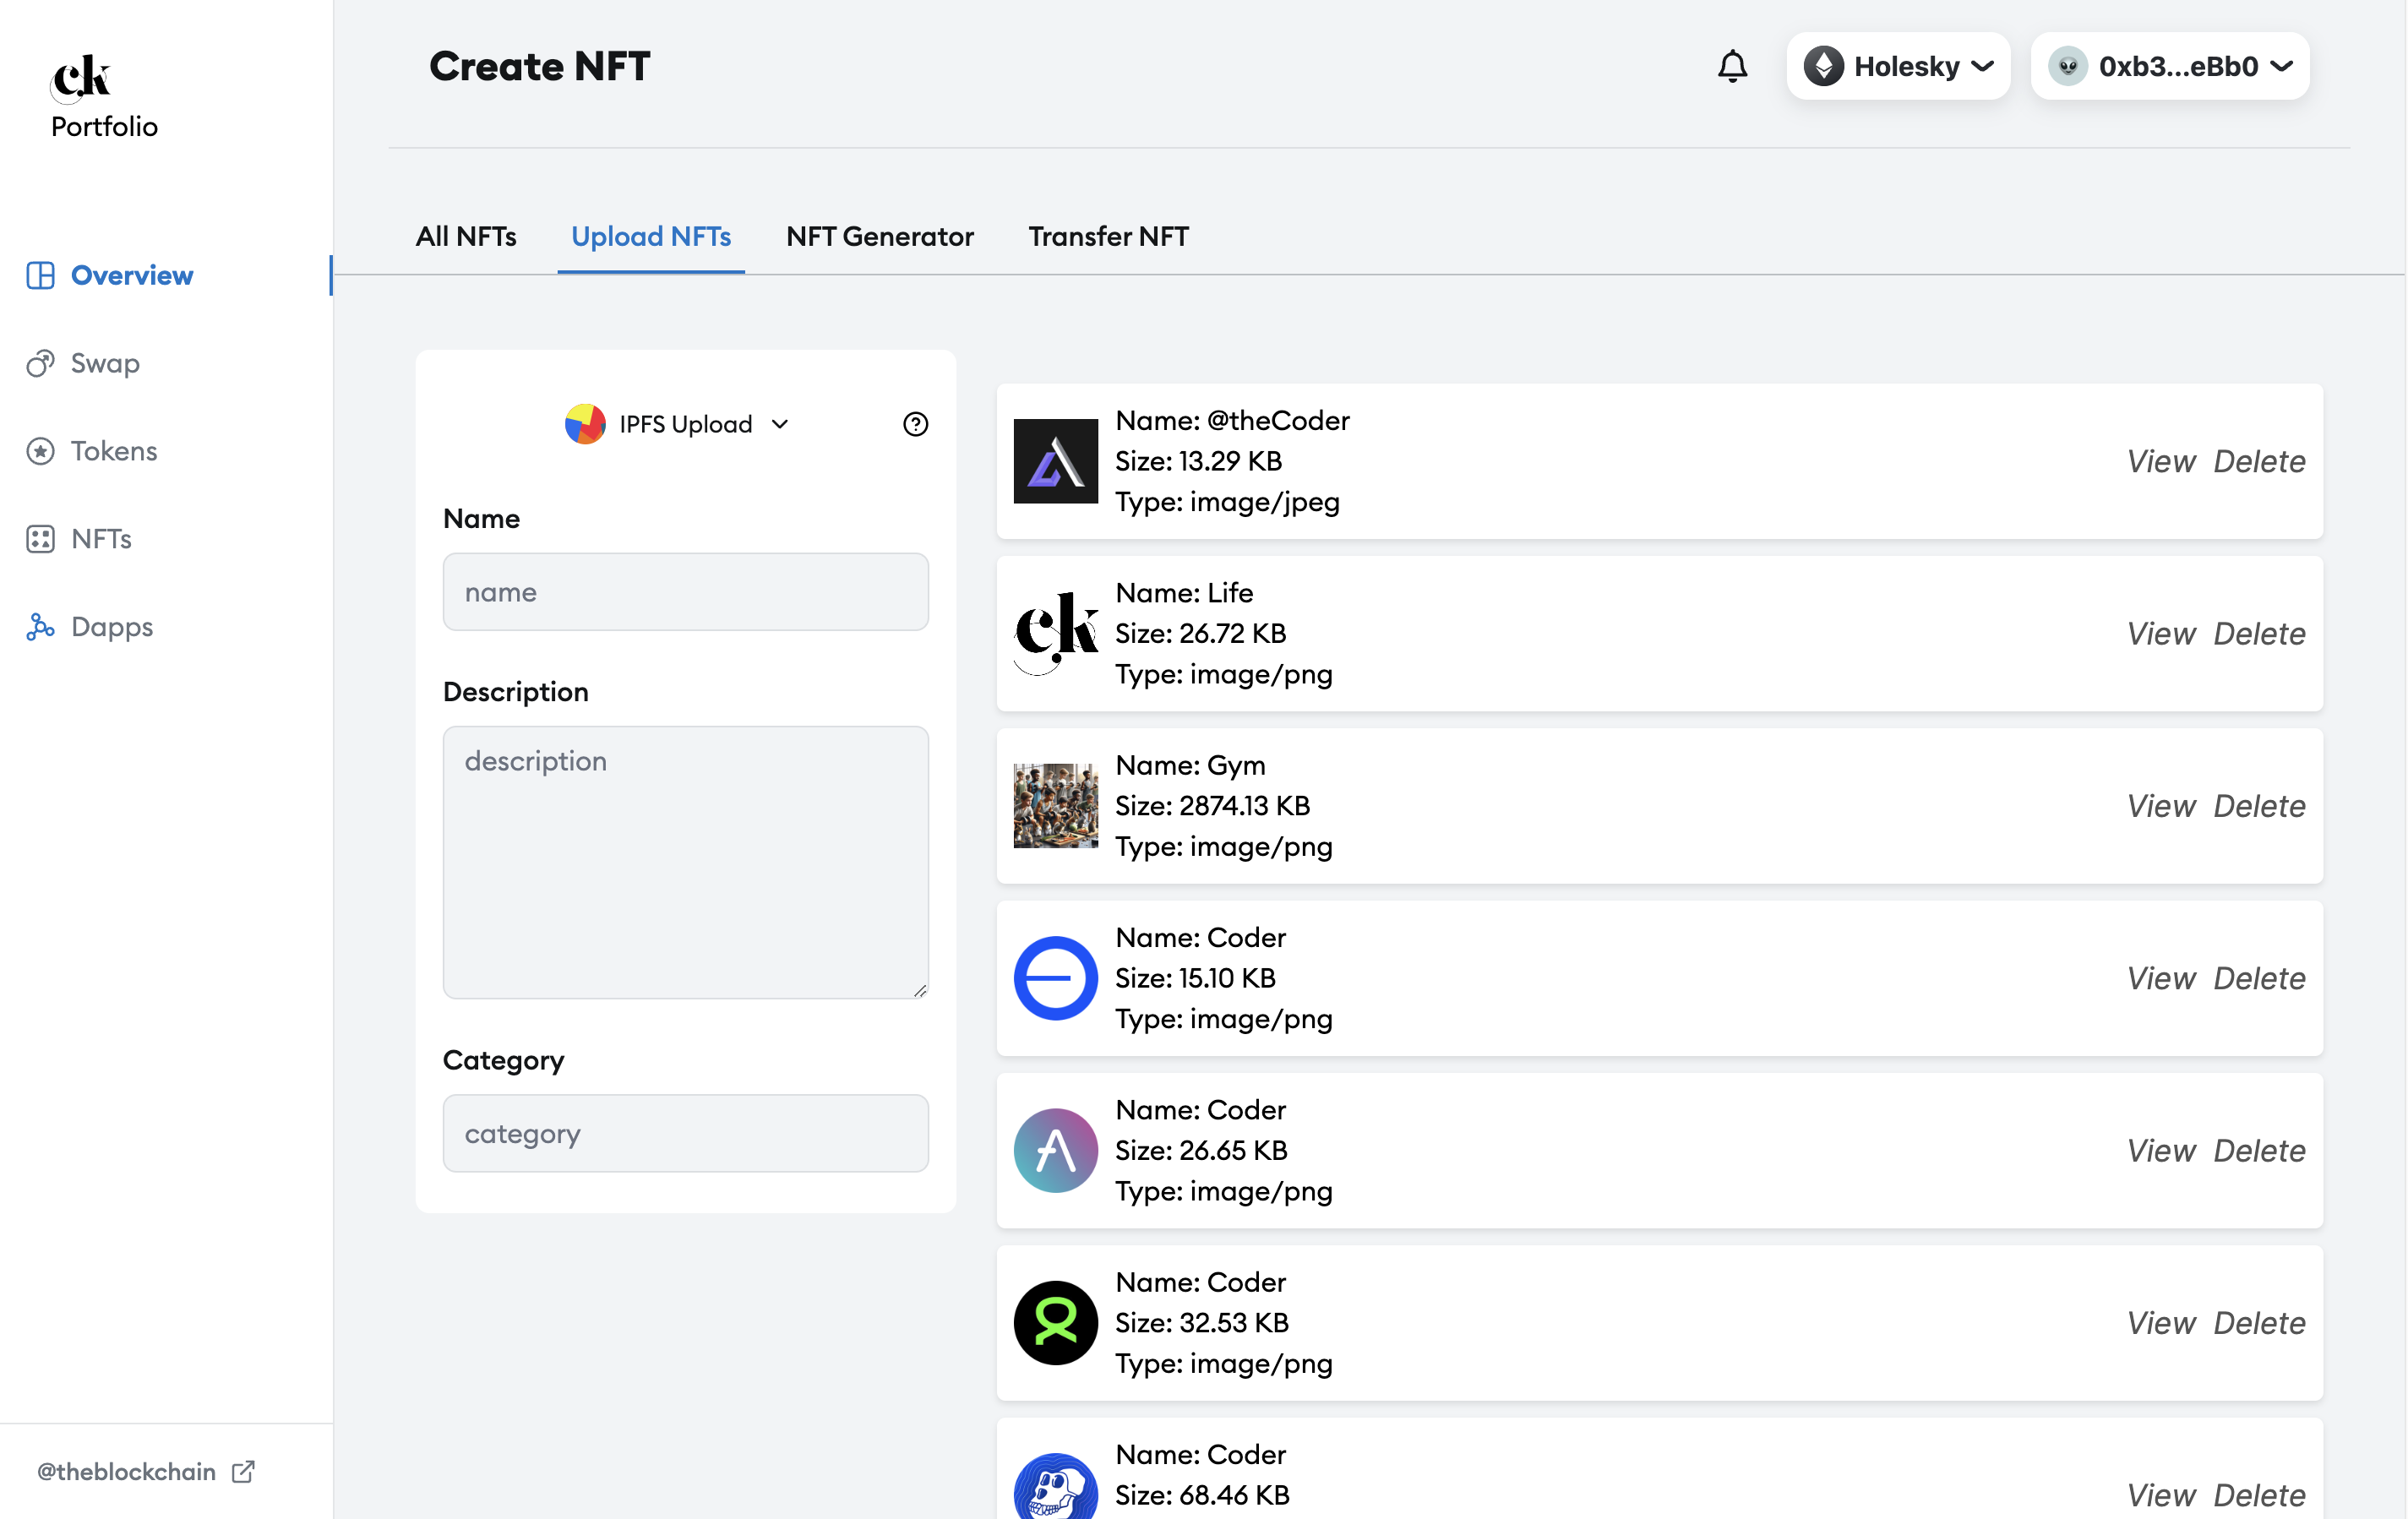 ck
Portfolio
Overview
Swap
Tokens
NFTs
Dapps
@theblockchain
Create NFT
Holesky
0xb3...eBb0
All NFTs
Upload NFTs
NFT Generator
Transfer NFT
IPFS Upload
?
Name
name
Description
description
Category
category
Name: @theCoder
Size: 13.29 KB
Type: image/jpeg
View Delete
ck
Name: Life
Size: 26.72 KB
Type: image/png
View Delete
Name: Gym
Size: 2874.13 KB
Type: image/png
View Delete
Name: Coder
Size: 15.10 KB
Type: image/png
View Delete
Name: Coder
Size: 26.65 KB
Type: image/png
View Delete
Name: Coder
Size: 32.53 KB
Type: image/png
View Delete
Name: Coder
Size: 68.46 KB
View Delete